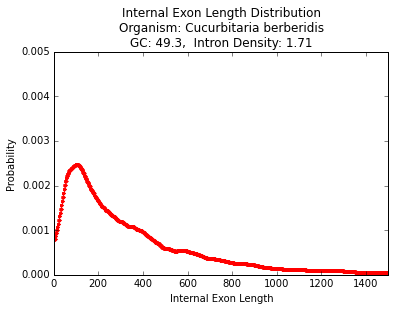 Internal Exon Length Distribution
Organism: Cucurbitaria berberidis
GC: 49.3,  Intron Density: 1.71
0.005
0.004
0.003
0.002
0.001
0.000
Probability
0
200
400
600
800
1000
1200
1400
Internal Exon Length